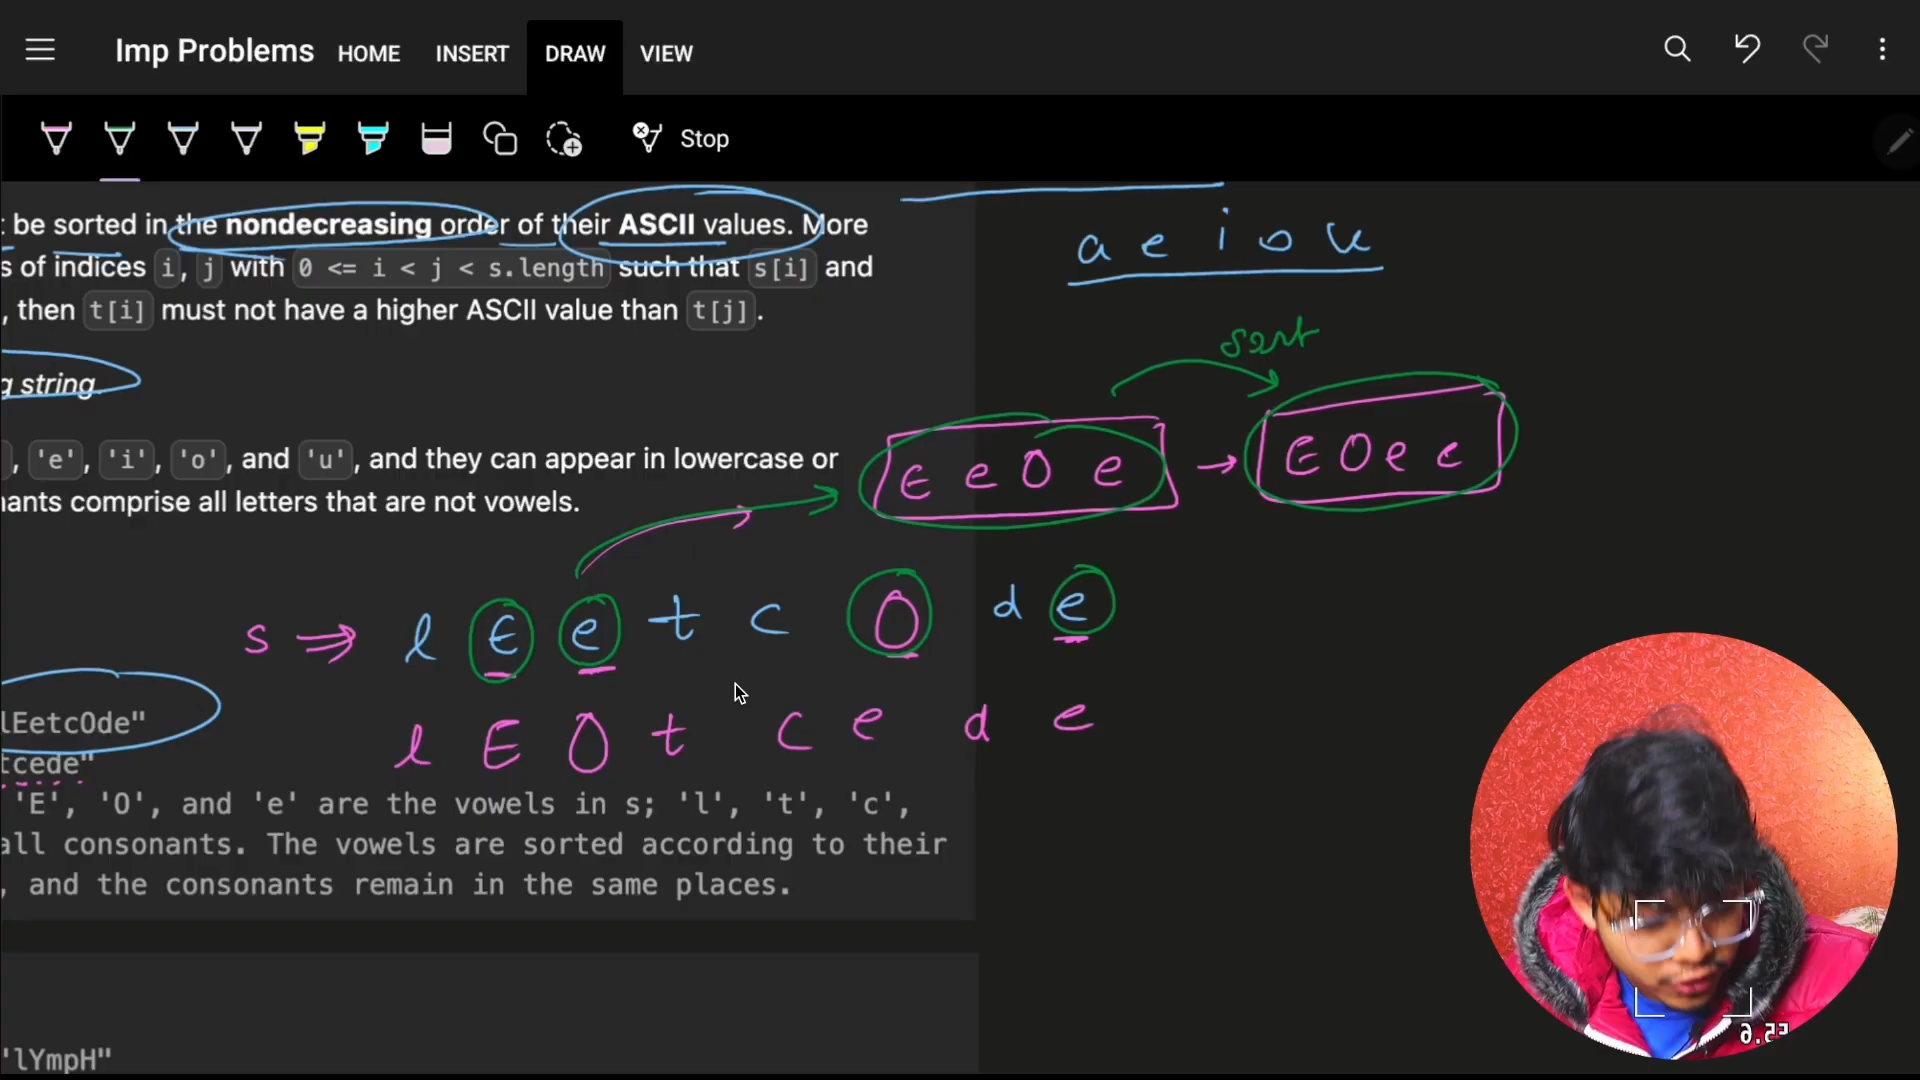 Imp Problems HOME INSERT DRAW VIEW
Stop
be sorted in the nondecreasing order of their ASCII values. More
s of indices i, j with 0 <= i < j < s.length such that s[i] and
, then t[i] must not have a higher ASCII value than t[j].
a e i o u
sort
g string
, 'e', 'i', 'o', and 'u', and they can appear in lowercase or
nants comprise all letters that are not vowels.
E e O e → E O e e
s ⇒ l E e t c O d e
l E O t c e d e
lEetcOde"
tcede"
'E', 'O', and 'e' are the vowels in s; 'l', 't', 'c',
all consonants. The vowels are sorted according to their
, and the consonants remain in the same places.
"lYmpH"